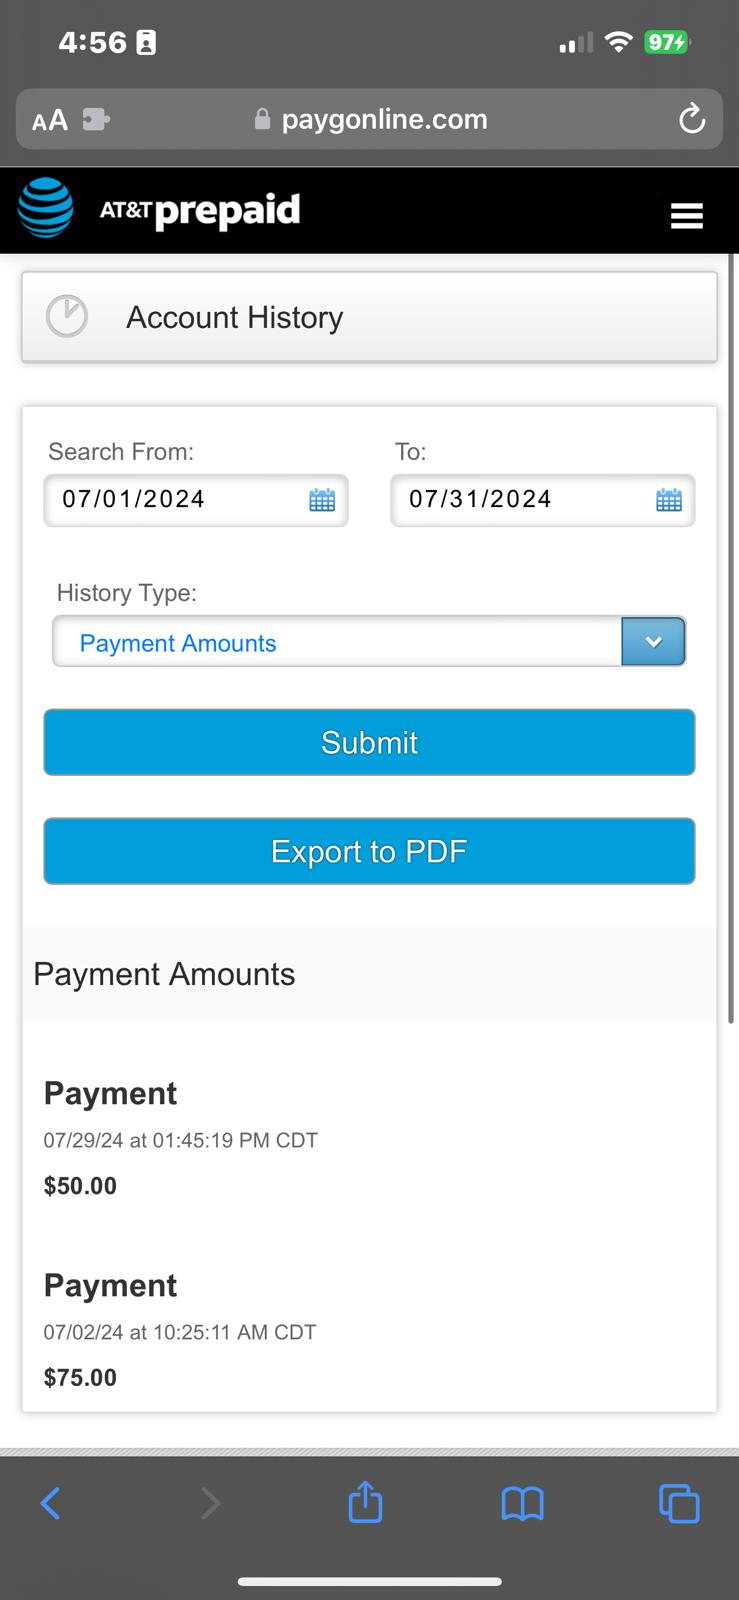 4:56
97
AA
paygonline.com
AT&T prepaid
Account History
Search From:
To:
07/01/2024
07/31/2024
History Type:
Payment Amounts
Submit
Export to PDF
Payment Amounts
Payment
07/29/24 at 01:45:19 PM CDT
$50.00
Payment
07/02/24 at 10:25:11 AM CDT
$75.00